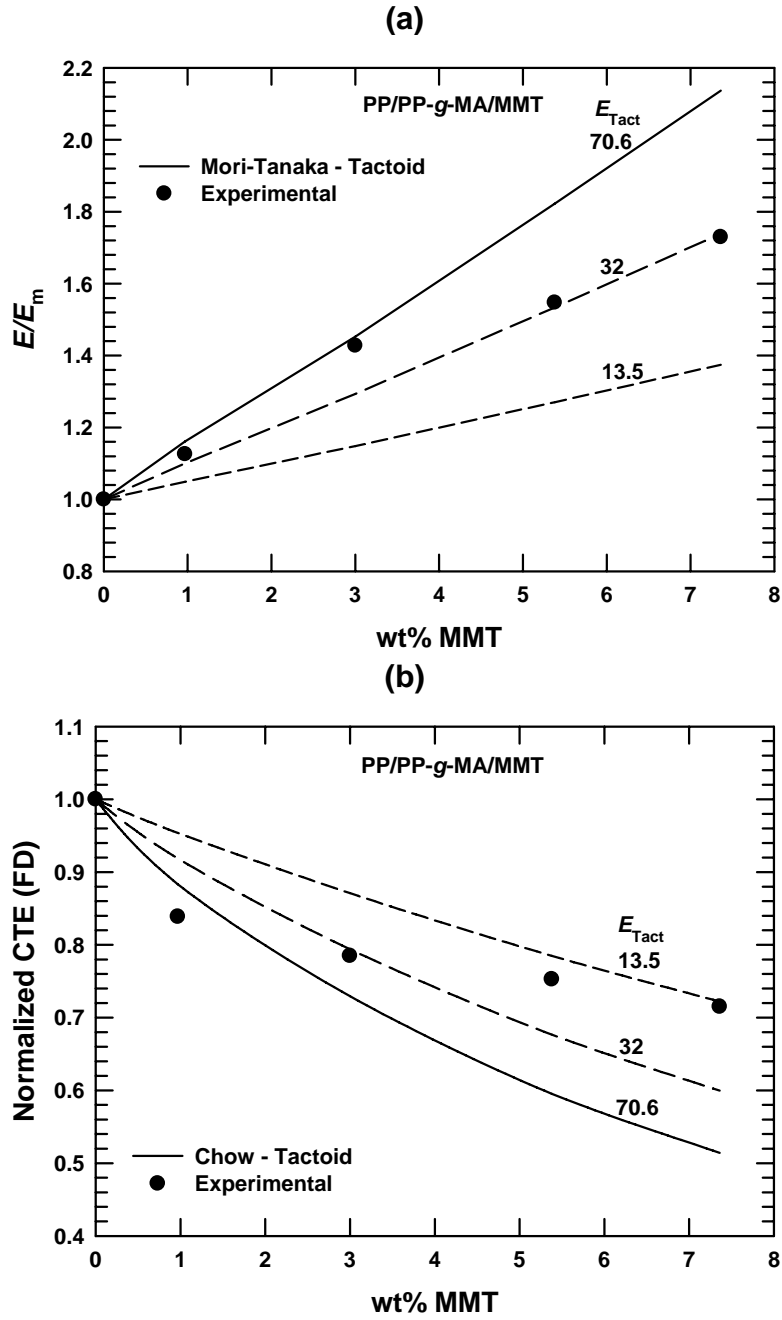 (a)
2.2
2.0
1.8
1.6
1.4
1.2
1.0
0.8
E/Em
PP/PP-g-MA/MMT
ETact
70.6
Mori-Tanaka - Tactoid
Experimental
32
13.5
0 1 2 3 4 5 6 7 8
wt% MMT
(b)
1.1
1.0
0.9
0.8
0.7
0.6
0.5
0.4
Normalized CTE (FD)
PP/PP-g-MA/MMT
ETact
13.5
32
70.6
Chow - Tactoid
Experimental
0 1 2 3 4 5 6 7 8
wt% MMT